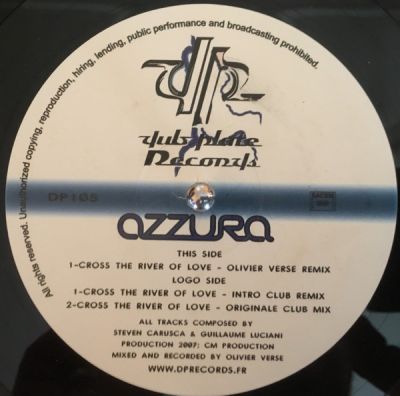 All rights reserved. Unauthorized copying, reproduction, hiring, lending, public performance and broadcasting prohibited.
dub plate
Records
DP105
azzura
THIS SIDE
1-CROSS THE RIVER OF LOVE - OLIVIER VERSE REMIX
LOGO SIDE
1-CROSS THE RIVER OF LOVE - INTRO CLUB REMIX
2-CROSS THE RIVER OF LOVE - ORIGINALE CLUB MIX
ALL TRACKS COMPOSED BY
STEVEN CARUSCA & GUILLAUME LUCIANI
PRODUCTION 2007: CM PRODUCTION
MIXED AND RECORDED BY OLIVIER VERSE
WWW.DPRECORDS.FR